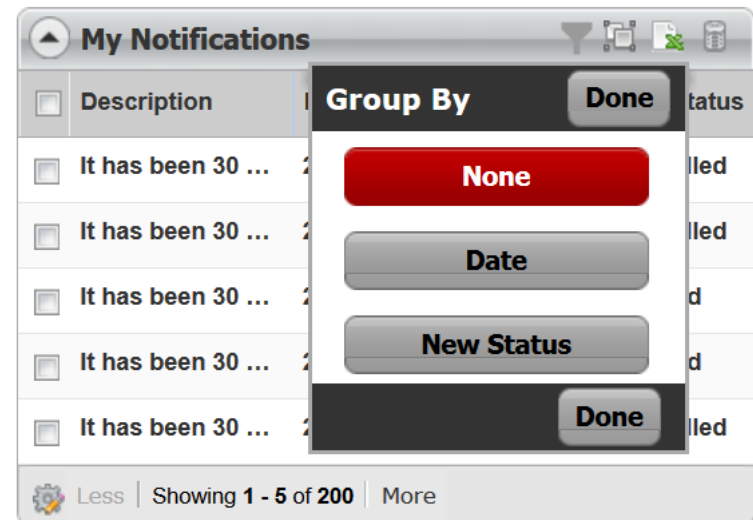 My Notifications
Description
tatus
Group By
Done
None
Date
New Status
Done
It has been 30 ...
lled
It has been 30 ...
lled
It has been 30 ...
d
It has been 30 ...
d
It has been 30 ...
lled
Less
Showing 1 - 5 of 200
More